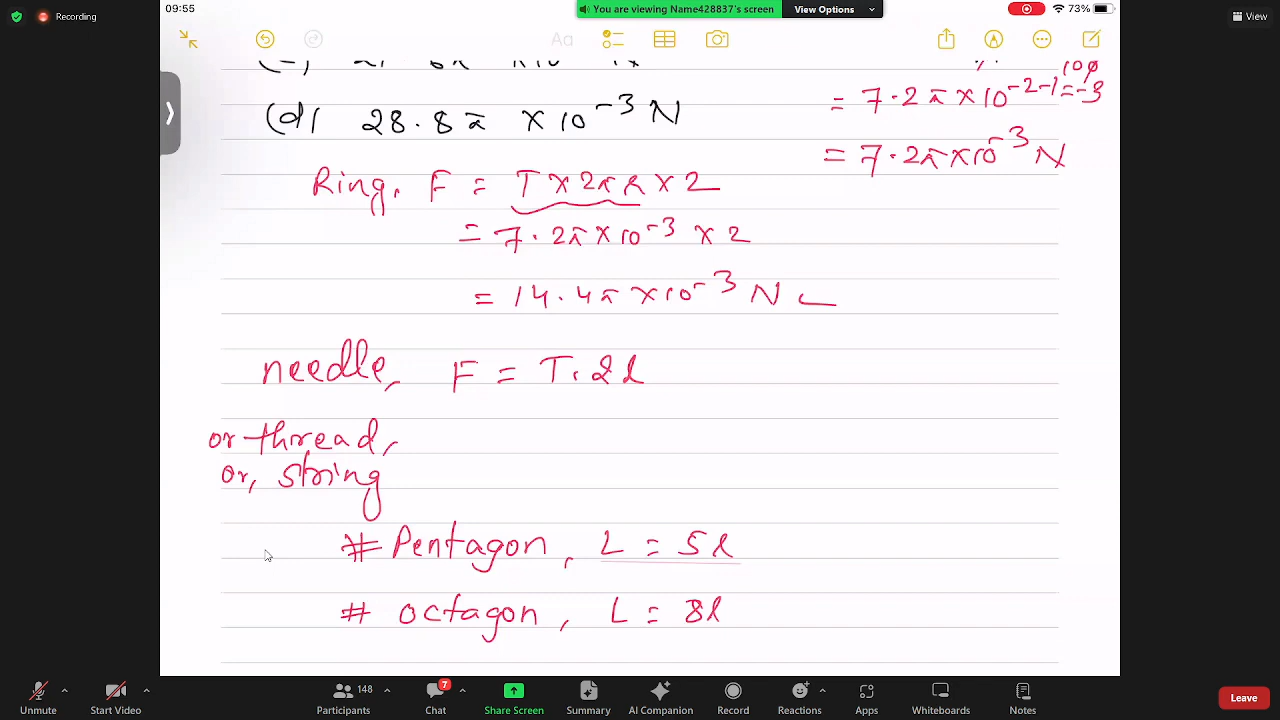 09:55
You are viewing Name428837's screen
View Options
73%
Recording
View
Aa
= 7.2π×10⁻²⁻¹⁼⁻³
(d) 28.8π ×10⁻³ N
= 7.2π×10⁻³ N
Ring, F = T×2πR×2
= 7.2π×10⁻³ ×2
= 14.4π×10⁻³ N
needle, F = T.2l
or thread,
or, string
# Pentagon, L = 5l
# octagon, L = 8l
Unmute
Start Video
148
Participants
7
Chat
Share Screen
Summary
AI Companion
Record
Reactions
Apps
Whiteboards
Notes
Leave